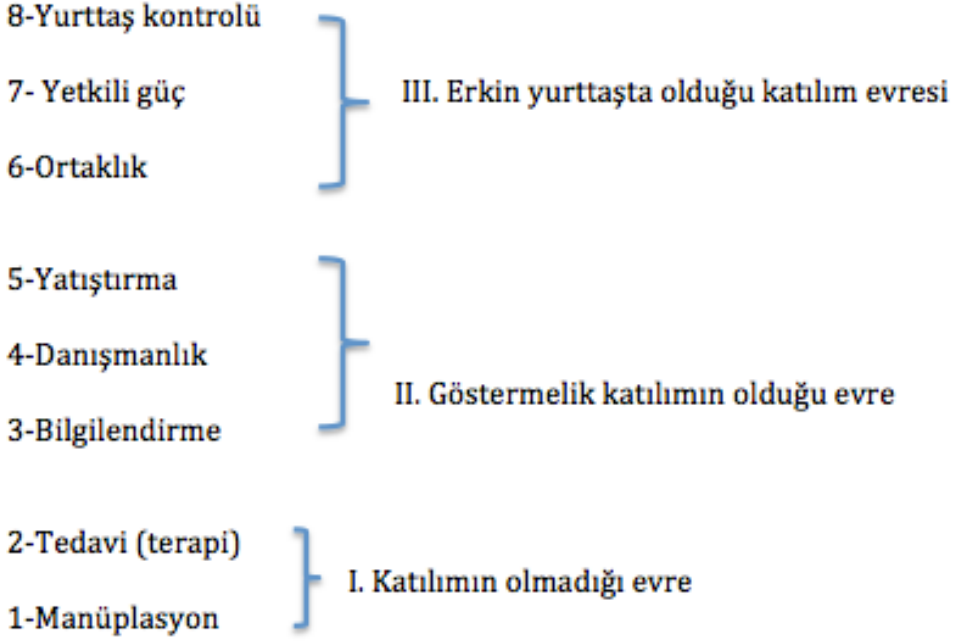 8-Yurttaş kontrolü
7- Yetkili güç
III. Erkin yurttaşta olduğu katılım evresi
6-Ortaklık
5-Yatıştırma
4-Danışmanlık
II. Göstermelik katılımın olduğu evre
3-Bilgilendirme
2-Tedavi (terapi)
I. Katılımın olmadığı evre
1-Manüplasyon